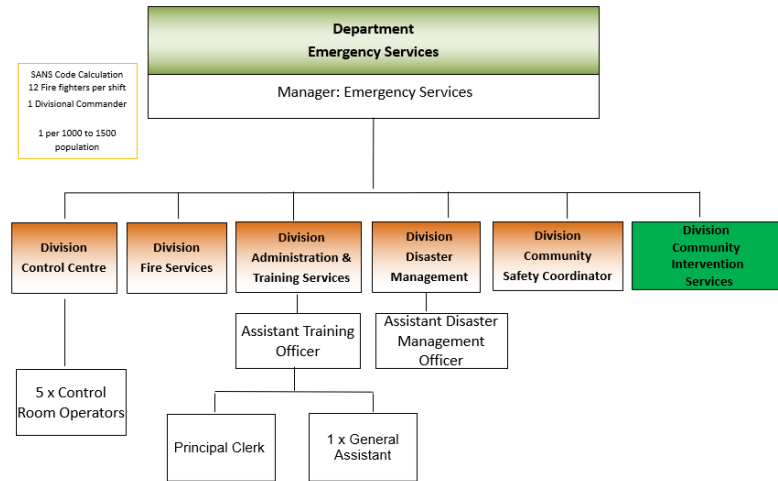 Department
Emergency Services
Manager: Emergency Services
SANS Code Calculation
12 Fire fighters per shift
1 Divisional Commander
1 per 1000 to 1500
population
Division
Control Centre
Division
Fire Services
Division
Administration &
Training Services
Division
Disaster
Management
Division
Community
Safety Coordinator
Division
Community
Intervention
Services
Assistant Training
Officer
Assistant Disaster
Management
Officer
5 x Control
Room Operators
Principal Clerk
1 x General
Assistant